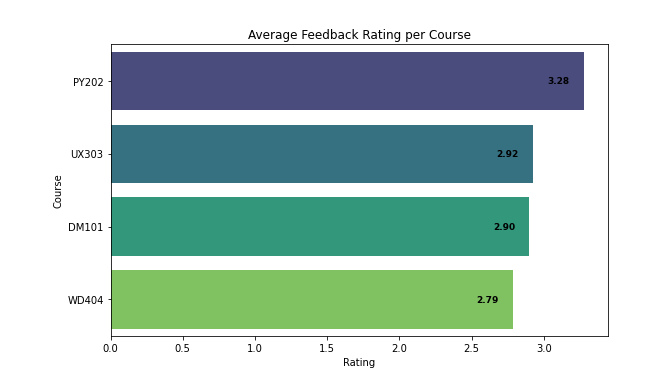 Average Feedback Rating per Course
Course
PY202
3.28
UX303
2.92
DM101
2.90
WD404
2.79
0.0 0.5 1.0 1.5 2.0 2.5 3.0
Rating